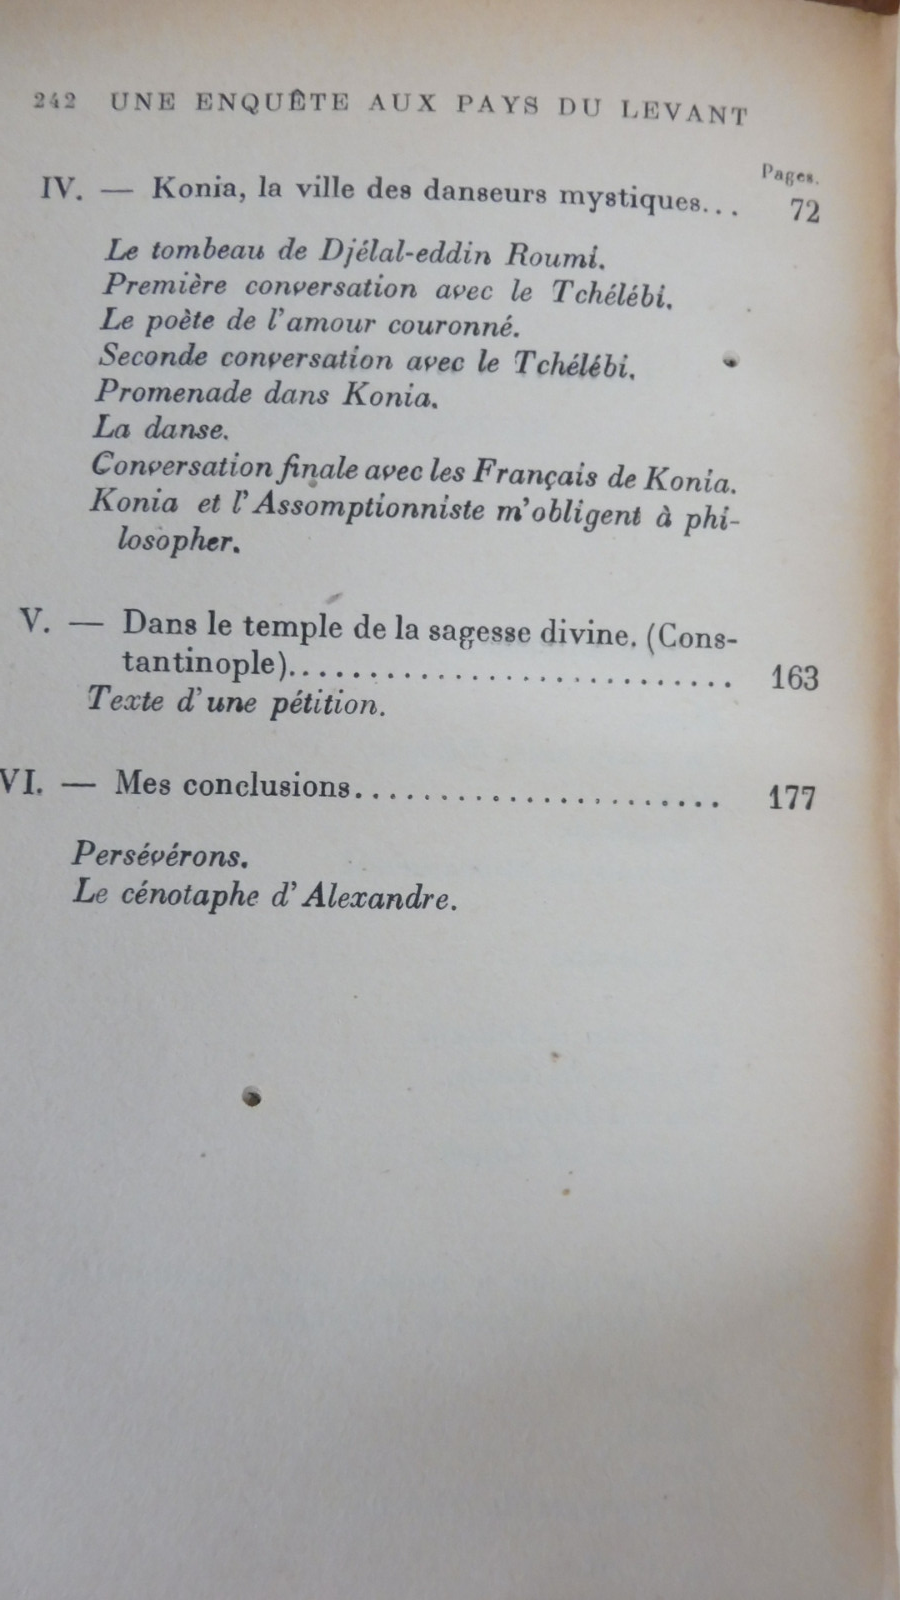 242 UNE ENQUÊTE AUX PAYS DU LEVANT
Pages.
IV. — Konia, la ville des danseurs mystiques... 72
Le tombeau de Djélal-eddin Roumi.
Première conversation avec le Tchélébi.
Le poète de l'amour couronné.
Seconde conversation avec le Tchélébi.
Promenade dans Konia.
La danse.
Conversation finale avec les Français de Konia.
Konia et l'Assomptionniste m'obligent à phi-
losopher.
V. — Dans le temple de la sagesse divine. (Cons-
tantinople)............................ 163
Texte d'une pétition.
VI. — Mes conclusions...................... 177
Persévérons.
Le cénotaphe d'Alexandre.